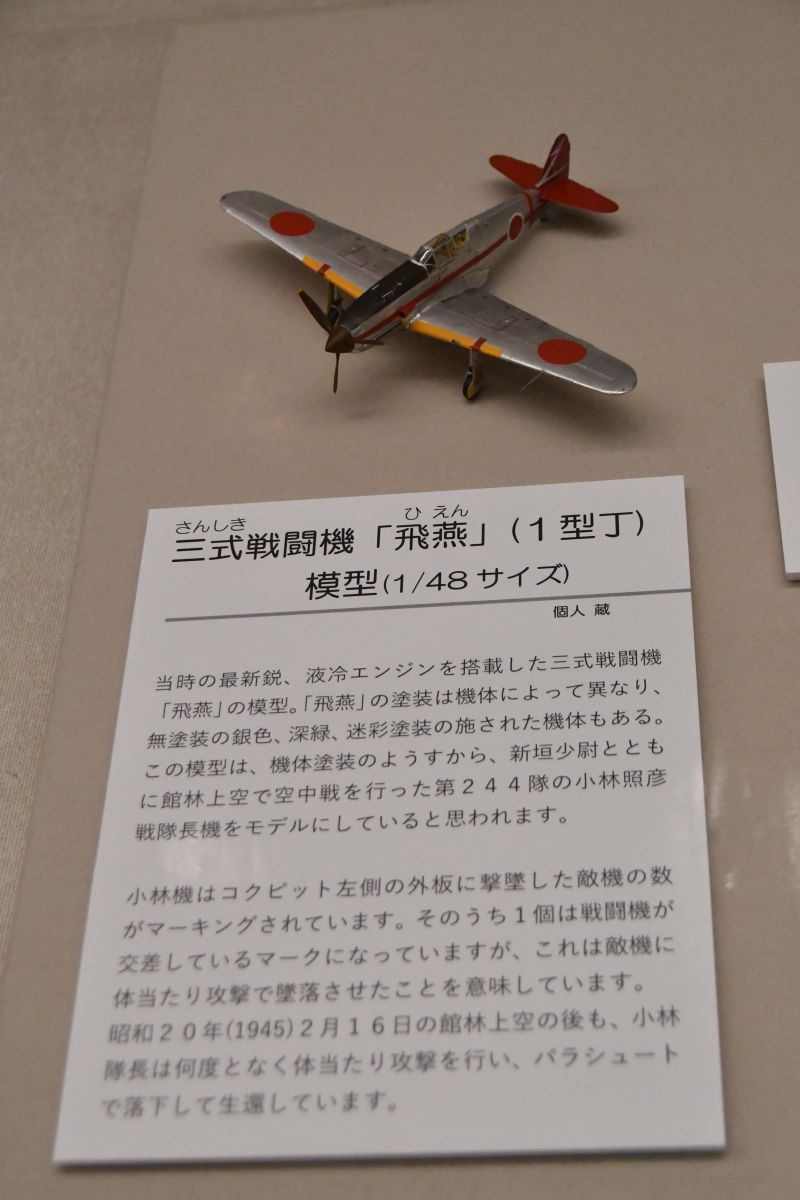 さんしき ひ えん
三式戦闘機「飛燕」(1型丁)
模型(1/48サイズ)
個人 蔵
当時の最新鋭、液冷エンジンを搭載した三式戦闘機
「飛燕」の模型。「飛燕」の塗装は機体によって異なり、
無塗装の銀色、深緑、迷彩塗装の施された機体もある。
この模型は、機体塗装のようすから、新垣少尉ととも
に館林上空で空中戦を行った第244隊の小林照彦
戦隊長機をモデルにしていると思われます。
小林機はコクピット左側の外板に撃墜した敵機の数
がマーキングされています。そのうち1個は戦闘機が
交差しているマークになっていますが、これは敵機に
体当たり攻撃で墜落させたことを意味しています。
昭和20年(1945)2月16日の館林上空の後も、小林
隊長は何度となく体当たり攻撃を行い、パラシュート
で落下して生還しています。